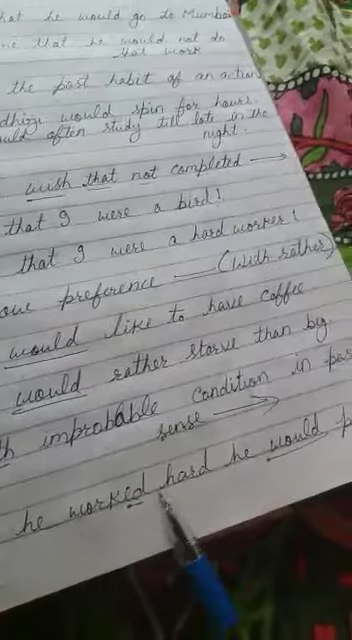 that he would go to Mumbai
me that he would not do
that work
the past habit of an action
would spin for hours.
would often study till late in the
night.
wish that not completed →
that I were a bird!
that I were a hard worker!
preference — (with rather)
would like to have coffee
would rather starve than
improbable condition in
sense →
he worked hard he would